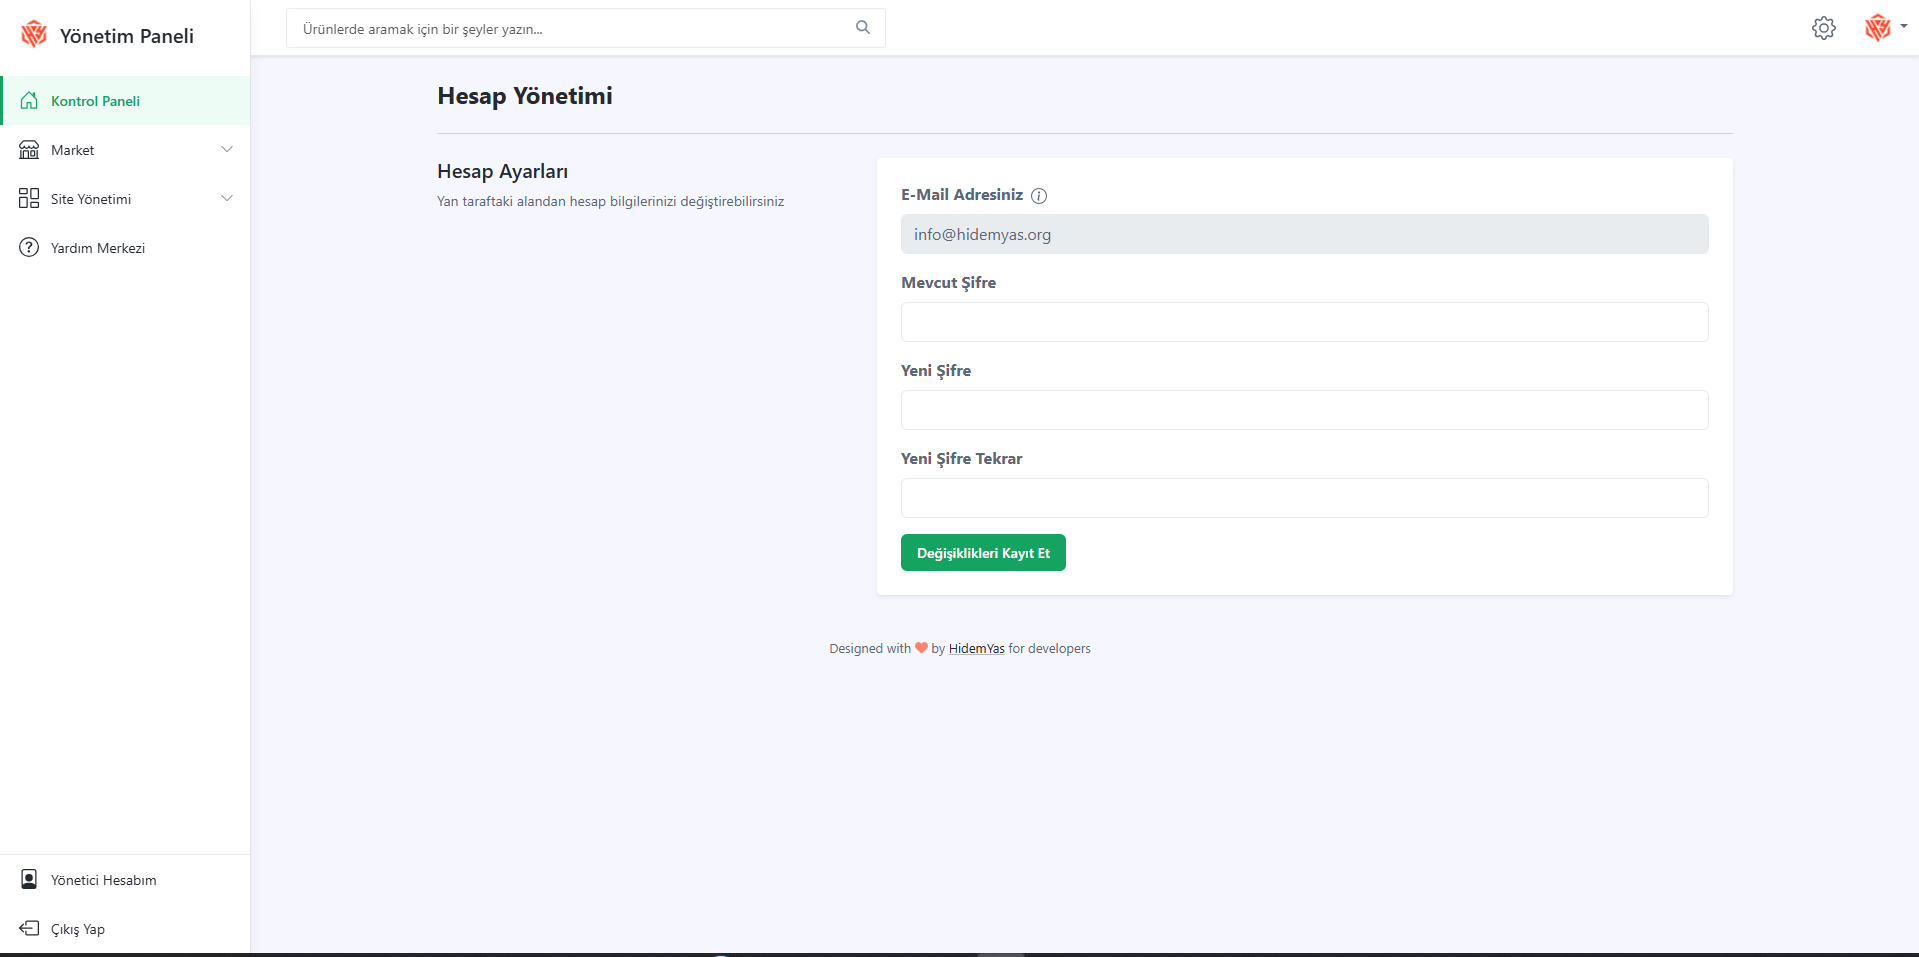 Yönetim Paneli
Ürünlerde aramak için bir şeyler yazın...
Kontrol Paneli
Market
Site Yönetimi
Yardım Merkezi
Hesap Yönetimi
Hesap Ayarları
Yan taraftaki alandan hesap bilgilerinizi değiştirebilirsiniz
E-Mail Adresiniz
info@hidemyas.org
Mevcut Şifre
Yeni Şifre
Yeni Şifre Tekrar
Değişiklikleri Kayıt Et
Designed with by HidemYas for developers
Yönetici Hesabım
Çıkış Yap